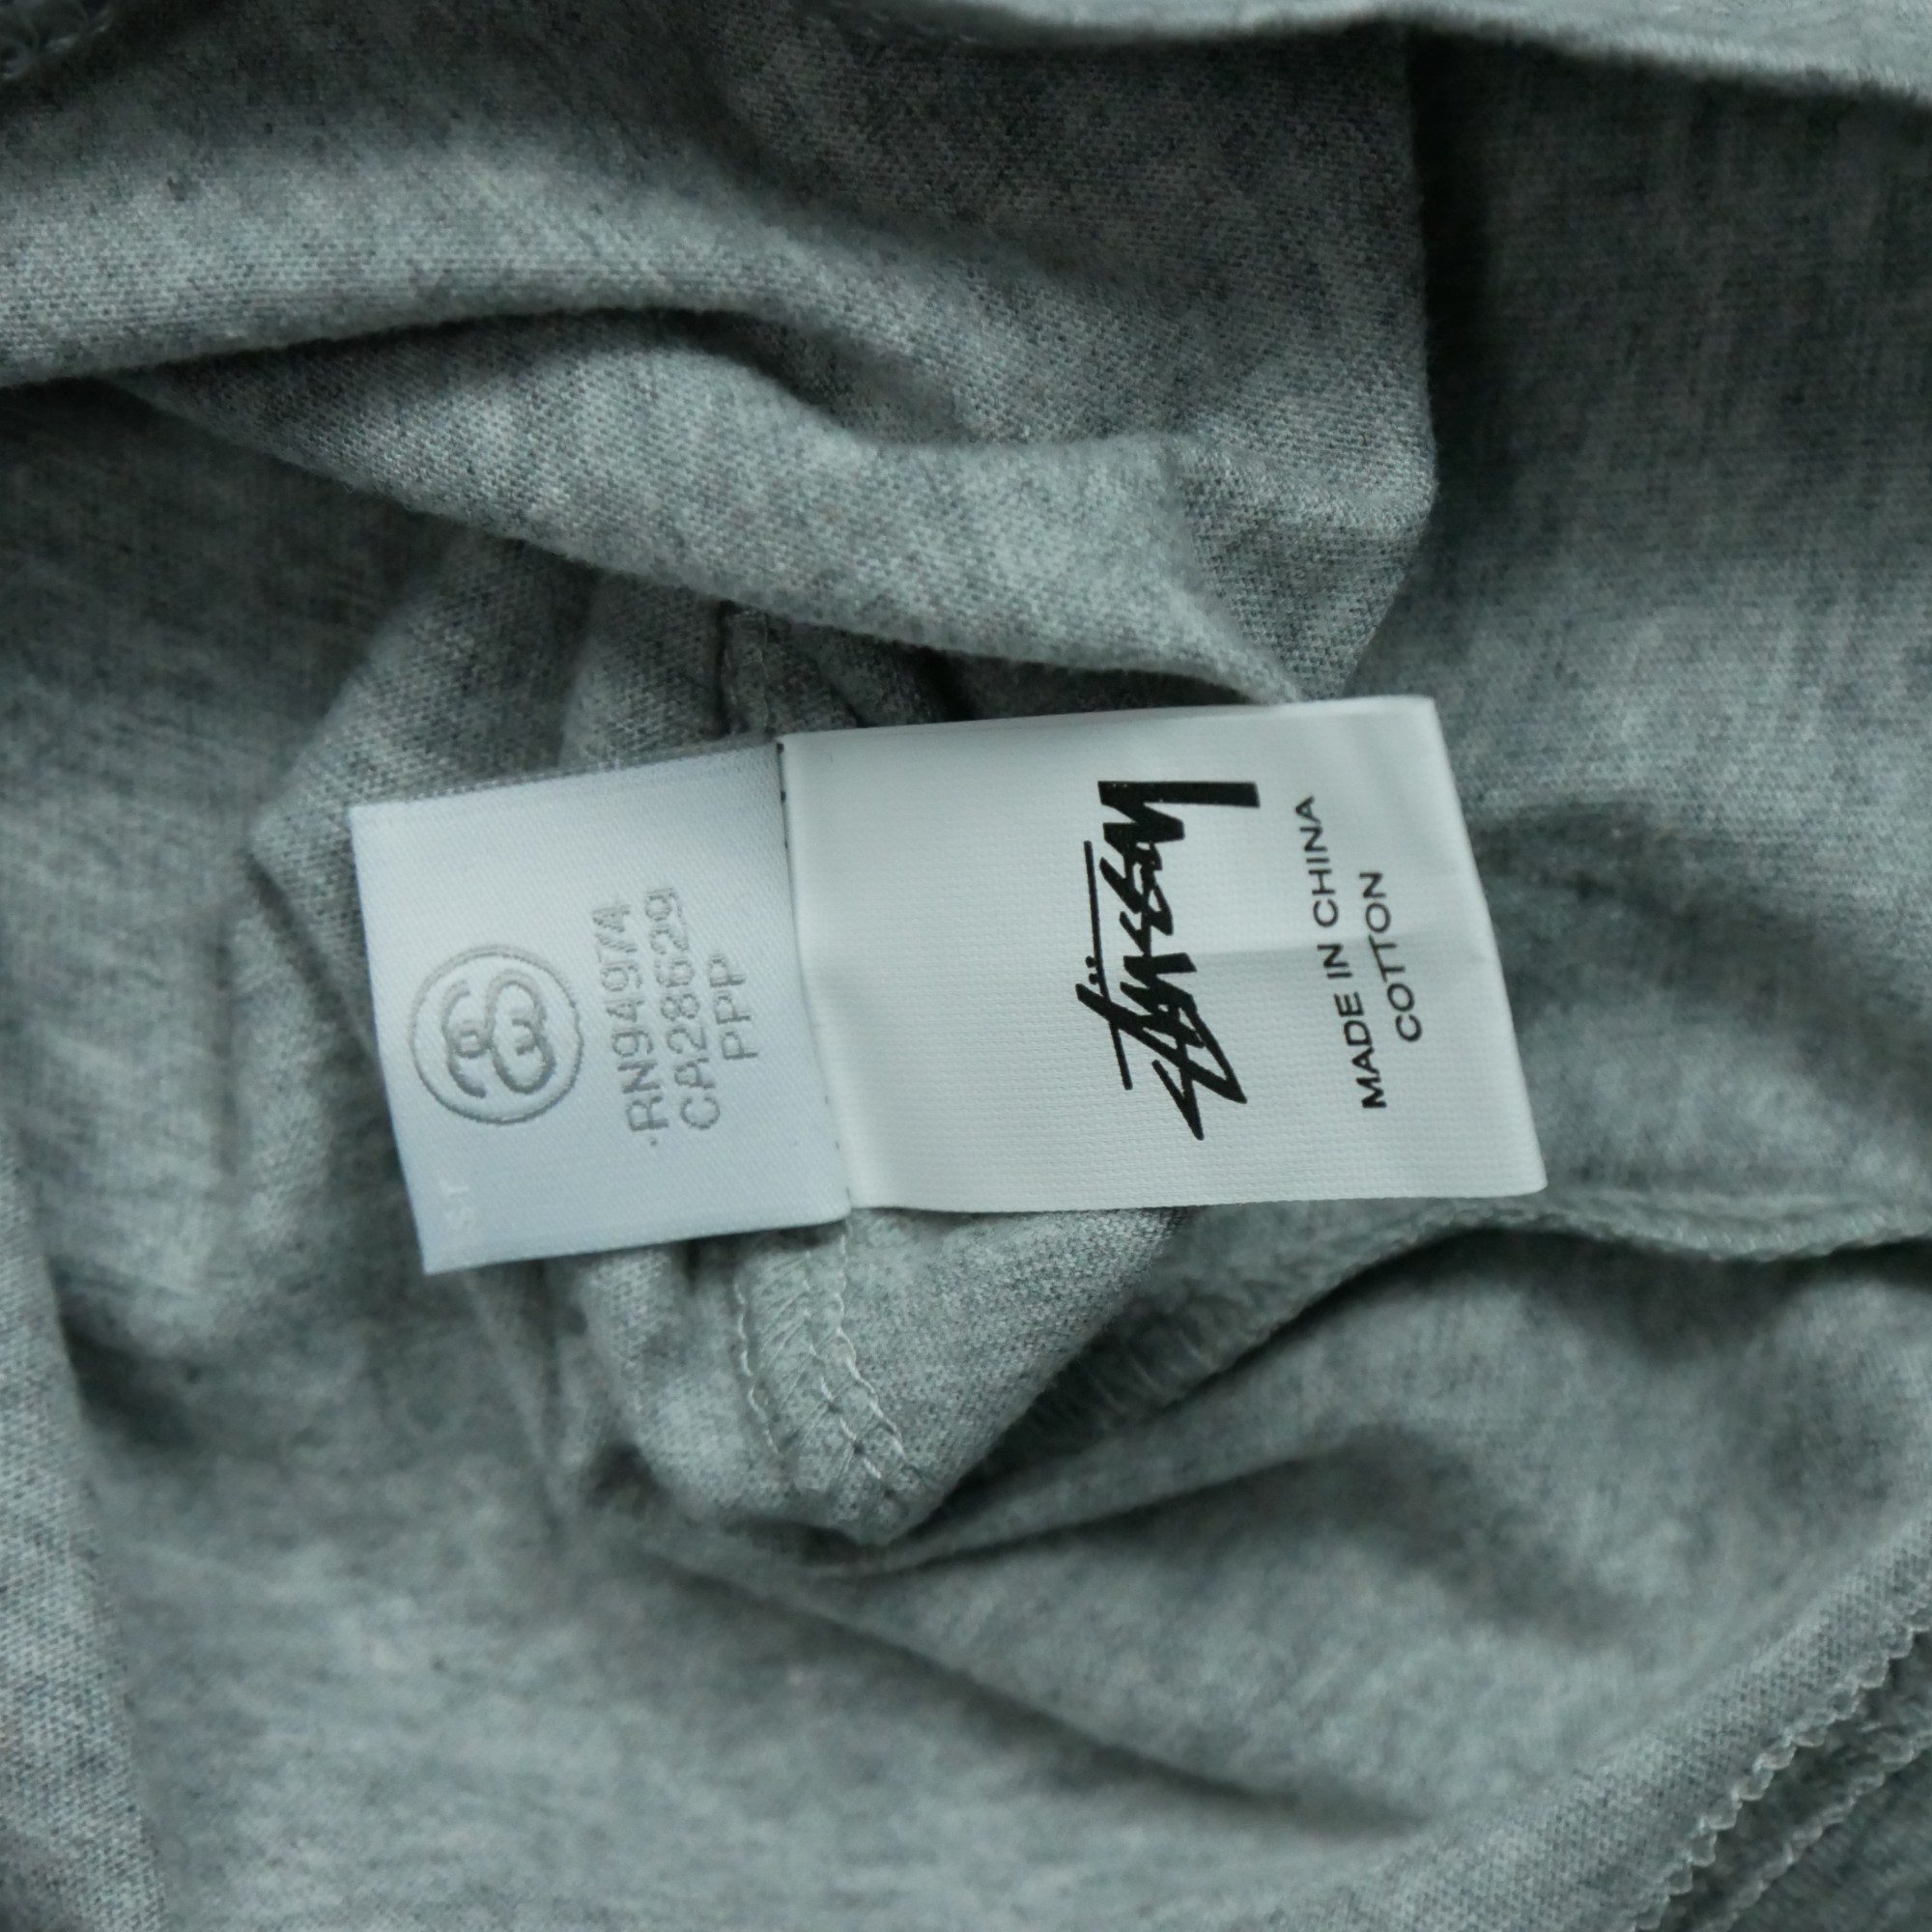 RN94974
CA28629
PPP
Stüssy
MADE IN CHINA
COTTON